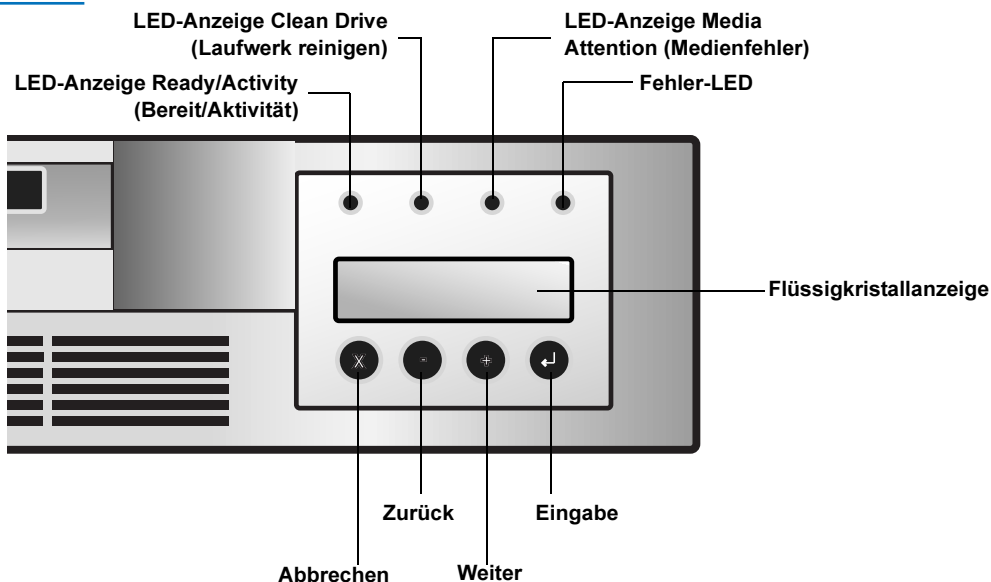 LED-Anzeige Clean Drive
(Laufwerk reinigen)
LED-Anzeige Media
Attention (Medienfehler)
LED-Anzeige Ready/Activity
(Bereit/Aktivität)
Fehler-LED
Flüssigkristallanzeige
X - + ↵
Zurück
Eingabe
Abbrechen
Weiter